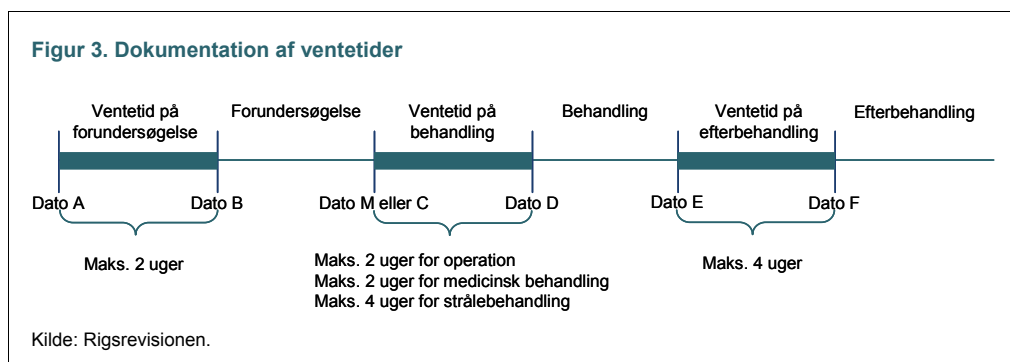 Figur 3. Dokumentation af ventetider
Ventetid på
forundersøgelse
Forundersøgelse
Ventetid på
behandling
Behandling
Ventetid på
efterbehandling
Efterbehandling
Dato A
Dato B
Dato M eller C
Dato D
Dato E
Dato F
Maks. 2 uger
Maks. 2 uger for operation
Maks. 2 uger for medicinsk behandling
Maks. 4 uger for strålebehandling
Maks. 4 uger
Kilde: Rigsrevisionen.